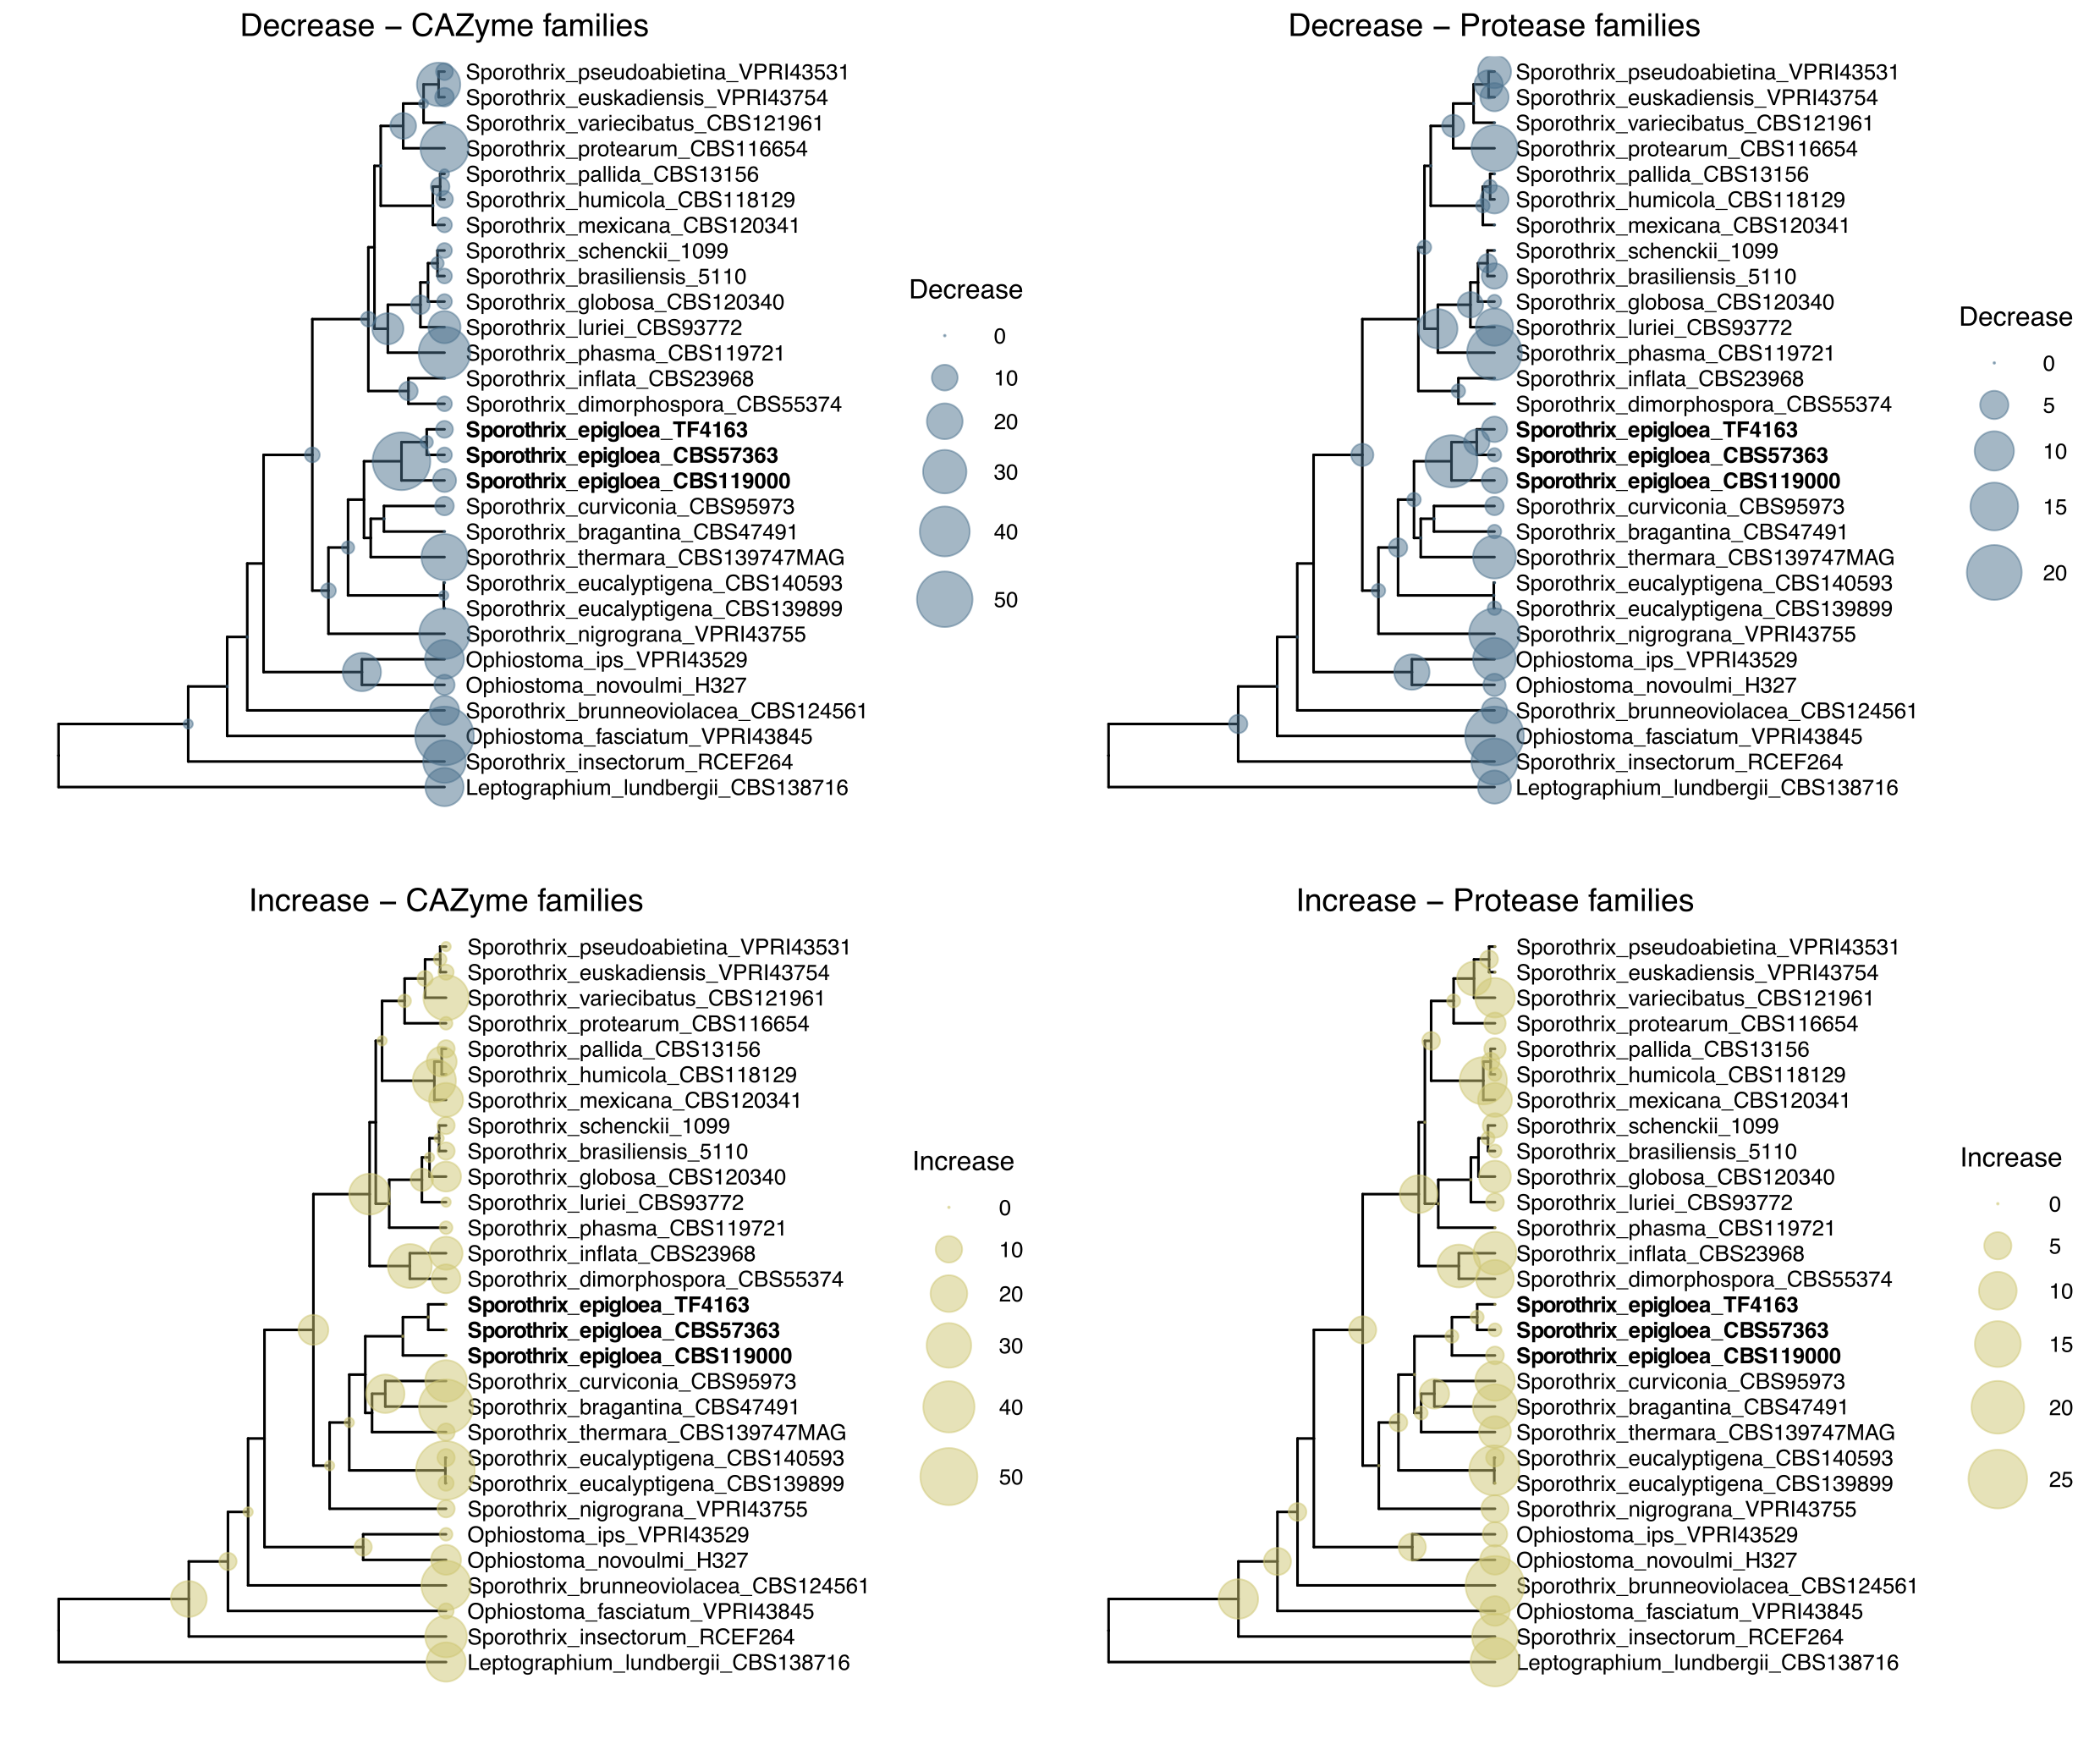 Decrease – CAZyme families
Sporothrix_pseudoabietina_VPRI43531
Sporothrix_euskadiensis_VPRI43754
Sporothrix_variecibatus_CBS121961
Sporothrix_protearum_CBS116654
Sporothrix_pallida_CBS13156
Sporothrix_humicola_CBS118129
Sporothrix_mexicana_CBS120341
Sporothrix_schenckii_1099
Sporothrix_brasiliensis_5110
Sporothrix_globosa_CBS120340
Sporothrix_luriei_CBS93772
Sporothrix_phasma_CBS119721
Sporothrix_inflata_CBS23968
Sporothrix_dimorphospora_CBS55374
Sporothrix_epigloea_TF4163
Sporothrix_epigloea_CBS57363
Sporothrix_epigloea_CBS119000
Sporothrix_curviconia_CBS95973
Sporothrix_bragantina_CBS47491
Sporothrix_thermara_CBS139747MAG
Sporothrix_eucalyptigena_CBS140593
Sporothrix_eucalyptigena_CBS139899
Sporothrix_nigrograna_VPRI43755
Ophiostoma_ips_VPRI43529
Ophiostoma_novoulmi_H327
Sporothrix_brunneoviolacea_CBS124561
Ophiostoma_fasciatum_VPRI43845
Sporothrix_insectorum_RCEF264
Leptographium_lundbergii_CBS138716
Decrease
0
10
20
30
40
50
Decrease – Protease families
Sporothrix_pseudoabietina_VPRI43531
Sporothrix_euskadiensis_VPRI43754
Sporothrix_variecibatus_CBS121961
Sporothrix_protearum_CBS116654
Sporothrix_pallida_CBS13156
Sporothrix_humicola_CBS118129
Sporothrix_mexicana_CBS120341
Sporothrix_schenckii_1099
Sporothrix_brasiliensis_5110
Sporothrix_globosa_CBS120340
Sporothrix_luriei_CBS93772
Sporothrix_phasma_CBS119721
Sporothrix_inflata_CBS23968
Sporothrix_dimorphospora_CBS55374
Sporothrix_epigloea_TF4163
Sporothrix_epigloea_CBS57363
Sporothrix_epigloea_CBS119000
Sporothrix_curviconia_CBS95973
Sporothrix_bragantina_CBS47491
Sporothrix_thermara_CBS139747MAG
Sporothrix_eucalyptigena_CBS140593
Sporothrix_eucalyptigena_CBS139899
Sporothrix_nigrograna_VPRI43755
Ophiostoma_ips_VPRI43529
Ophiostoma_novoulmi_H327
Sporothrix_brunneoviolacea_CBS124561
Ophiostoma_fasciatum_VPRI43845
Sporothrix_insectorum_RCEF264
Leptographium_lundbergii_CBS138716
Decrease
0
5
10
15
20
Increase – CAZyme families
Sporothrix_pseudoabietina_VPRI43531
Sporothrix_euskadiensis_VPRI43754
Sporothrix_variecibatus_CBS121961
Sporothrix_protearum_CBS116654
Sporothrix_pallida_CBS13156
Sporothrix_humicola_CBS118129
Sporothrix_mexicana_CBS120341
Sporothrix_schenckii_1099
Sporothrix_brasiliensis_5110
Sporothrix_globosa_CBS120340
Sporothrix_luriei_CBS93772
Sporothrix_phasma_CBS119721
Sporothrix_inflata_CBS23968
Sporothrix_dimorphospora_CBS55374
Sporothrix_epigloea_TF4163
Sporothrix_epigloea_CBS57363
Sporothrix_epigloea_CBS119000
Sporothrix_curviconia_CBS95973
Sporothrix_bragantina_CBS47491
Sporothrix_thermara_CBS139747MAG
Sporothrix_eucalyptigena_CBS140593
Sporothrix_eucalyptigena_CBS139899
Sporothrix_nigrograna_VPRI43755
Ophiostoma_ips_VPRI43529
Ophiostoma_novoulmi_H327
Sporothrix_brunneoviolacea_CBS124561
Ophiostoma_fasciatum_VPRI43845
Sporothrix_insectorum_RCEF264
Leptographium_lundbergii_CBS138716
Increase
0
10
20
30
40
50
Increase – Protease families
Sporothrix_pseudoabietina_VPRI43531
Sporothrix_euskadiensis_VPRI43754
Sporothrix_variecibatus_CBS121961
Sporothrix_protearum_CBS116654
Sporothrix_pallida_CBS13156
Sporothrix_humicola_CBS118129
Sporothrix_mexicana_CBS120341
Sporothrix_schenckii_1099
Sporothrix_brasiliensis_5110
Sporothrix_globosa_CBS120340
Sporothrix_luriei_CBS93772
Sporothrix_phasma_CBS119721
Sporothrix_inflata_CBS23968
Sporothrix_dimorphospora_CBS55374
Sporothrix_epigloea_TF4163
Sporothrix_epigloea_CBS57363
Sporothrix_epigloea_CBS119000
Sporothrix_curviconia_CBS95973
Sporothrix_bragantina_CBS47491
Sporothrix_thermara_CBS139747MAG
Sporothrix_eucalyptigena_CBS140593
Sporothrix_eucalyptigena_CBS139899
Sporothrix_nigrograna_VPRI43755
Ophiostoma_ips_VPRI43529
Ophiostoma_novoulmi_H327
Sporothrix_brunneoviolacea_CBS124561
Ophiostoma_fasciatum_VPRI43845
Sporothrix_insectorum_RCEF264
Leptographium_lundbergii_CBS138716
Increase
0
5
10
15
20
25